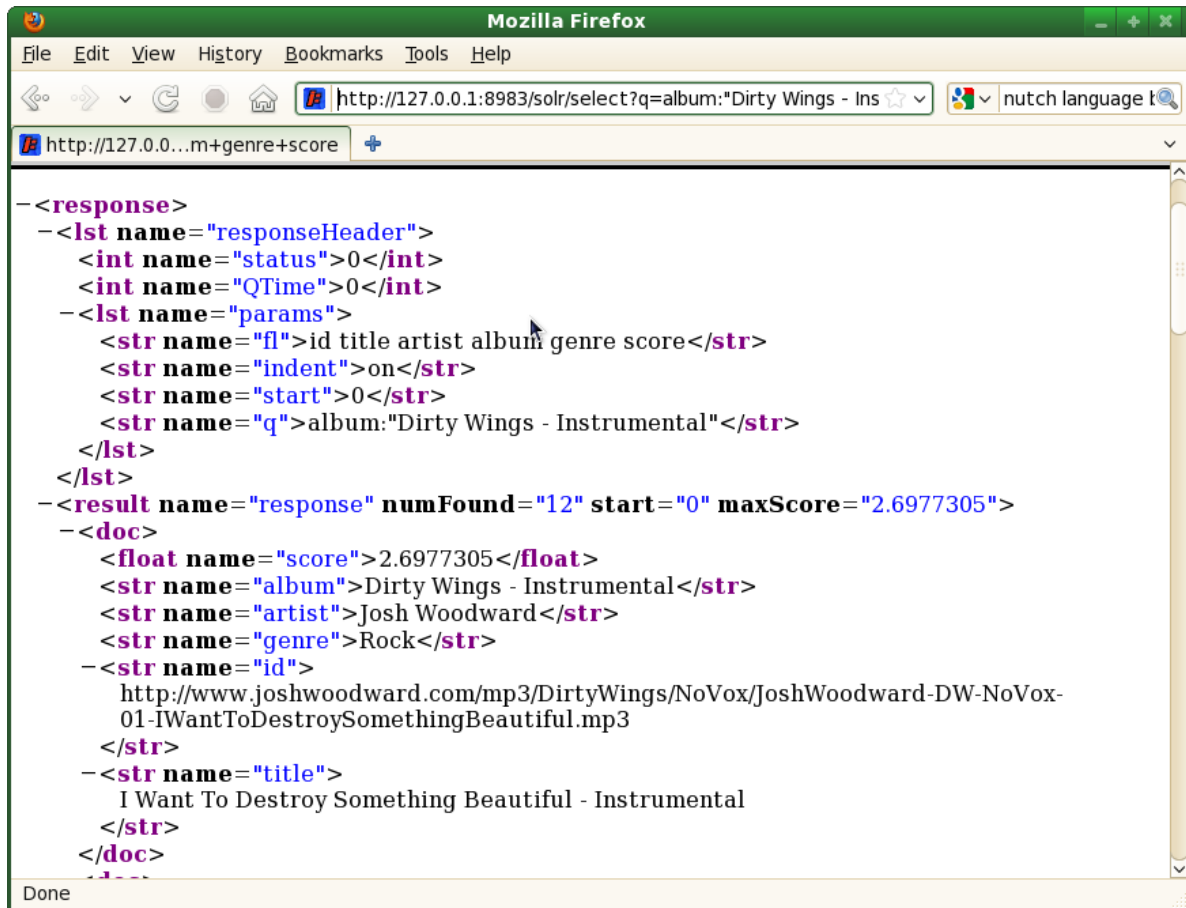 Mozilla Firefox
File Edit View History Bookmarks Tools Help
http://127.0.0.1:8983/solr/select?q=album:"Dirty Wings - Ins nutch language
http://127.0.0...m+genre+score
−<response>
−<lst name="responseHeader">
<int name="status">0</int>
<int name="QTime">0</int>
−<lst name="params">
<str name="fl">id title artist album genre score</str>
<str name="indent">on</str>
<str name="start">0</str>
<str name="q">album:"Dirty Wings - Instrumental"</str>
</lst>
</lst>
−<result name="response" numFound="12" start="0" maxScore="2.6977305">
−<doc>
<float name="score">2.6977305</float>
<str name="album">Dirty Wings - Instrumental</str>
<str name="artist">Josh Woodward</str>
<str name="genre">Rock</str>
−<str name="id">
http://www.joshwoodward.com/mp3/DirtyWings/NoVox/JoshWoodward-DW-NoVox-
01-IWantToDestroySomethingBeautiful.mp3
</str>
−<str name="title">
I Want To Destroy Something Beautiful - Instrumental
</str>
</doc>
Done